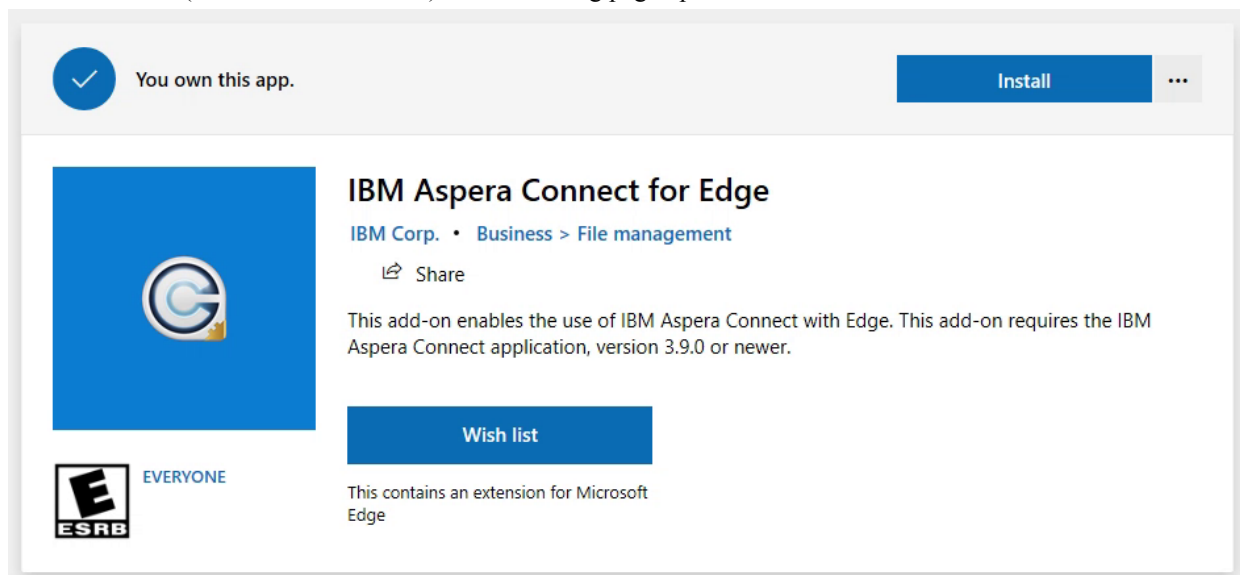 You own this app.
Install
...
IBM Aspera Connect for Edge
IBM Corp. • Business > File management
Share
This add-on enables the use of IBM Aspera Connect with Edge. This add-on requires the IBM
Aspera Connect application, version 3.9.0 or newer.
Wish list
E
ESRB
EVERYONE
This contains an extension for Microsoft
Edge